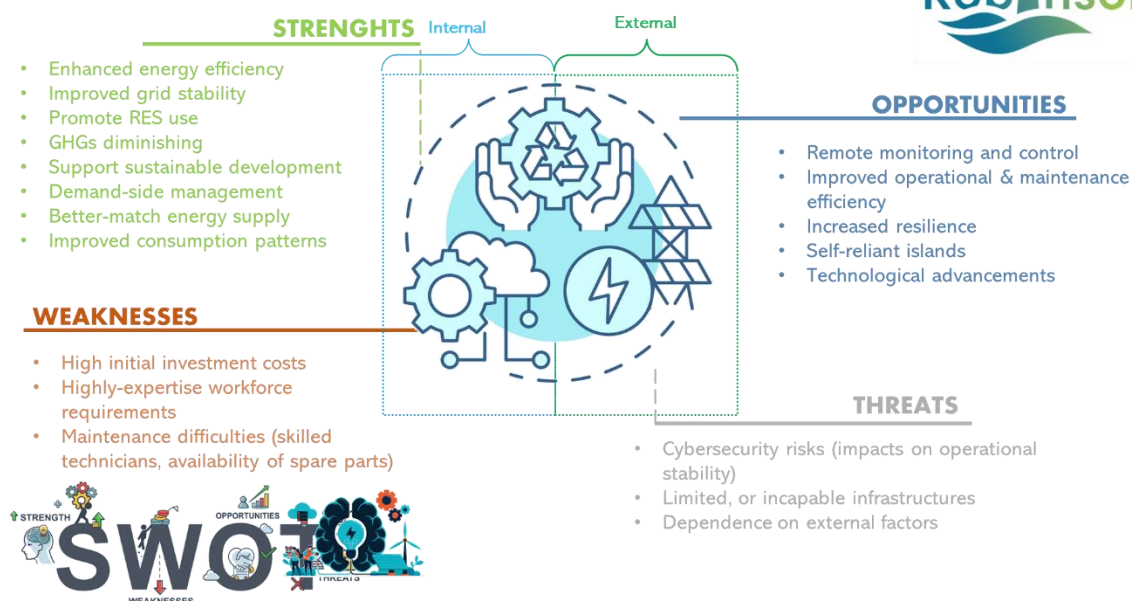 STRENGHTS
Internal
External
• Enhanced energy efficiency
• Improved grid stability
• Promote RES use
• GHGs diminishing
• Support sustainable development
• Demand-side management
• Better-match energy supply
• Improved consumption patterns
OPPORTUNITIES
• Remote monitoring and control
• Improved operational & maintenance
efficiency
• Increased resilience
• Self-reliant islands
• Technological advancements
WEAKNESSES
• High initial investment costs
• Highly-expertise workforce
requirements
• Maintenance difficulties (skilled
technicians, availability of spare parts)
THREATS
• Cybersecurity risks (impacts on operational
stability)
• Limited, or incapable infrastructures
• Dependence on external factors
STRENGTH
OPPORTUNITIES
SWOT
THREATS
WEAKNESSES